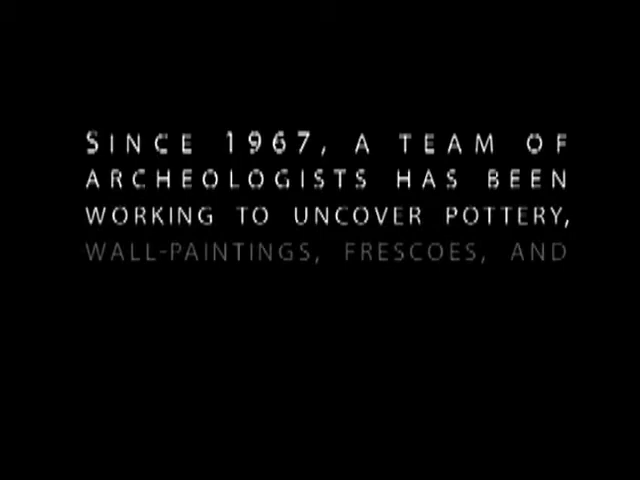 SINCE 1967, A TEAM OF
ARCHEOLOGISTS HAS BEEN
WORKING TO UNCOVER POTTERY,
WALL-PAINTINGS, FRESCOES, AND